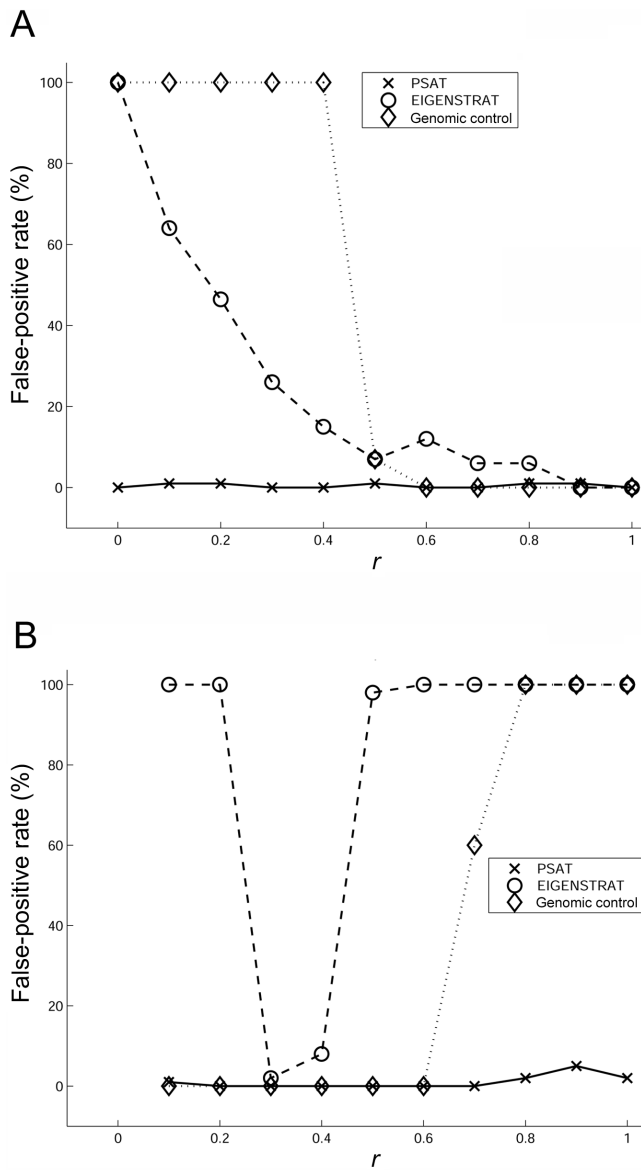 A
PSAT
EIGENSTRAT
Genomic control
False-positive rate (%)
100
80
60
40
20
0
0 0.2 0.4 0.6 0.8 1
r
B
100
80
60
40
20
0
False-positive rate (%)
PSAT
EIGENSTRAT
Genomic control
0 0.2 0.4 0.6 0.8 1
r